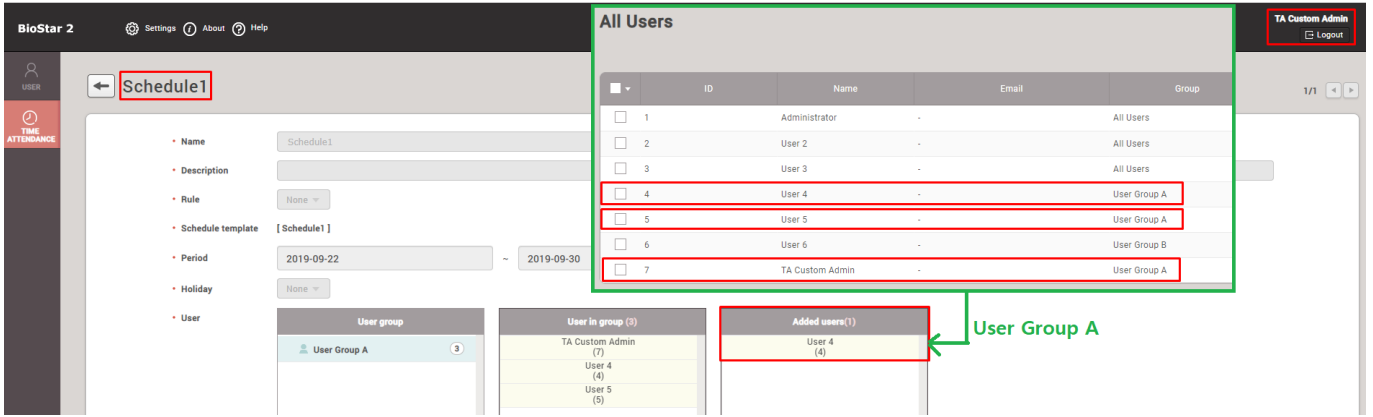 BioStar 2
Settings
About
Help
TA Custom Admin
Logout
USER
TIME
ATTENDANCE
Schedule1
1/1
Name
Schedule1
Description
Rule
None
Schedule template
[ Schedule1 ]
Period
2019-09-22
~
2019-09-30
Holiday
None
User
User group
User Group A
3
User in group (3)
TA Custom Admin
(7)
User 4
(4)
User 5
(5)
Added users(1)
User 4
(4)
All Users
ID Name Email Group
1 Administrator - All Users
2 User 2 - All Users
3 User 3 - All Users
4 User 4 - User Group A
5 User 5 - User Group A
6 User 6 - User Group B
7 TA Custom Admin - User Group A
User Group A